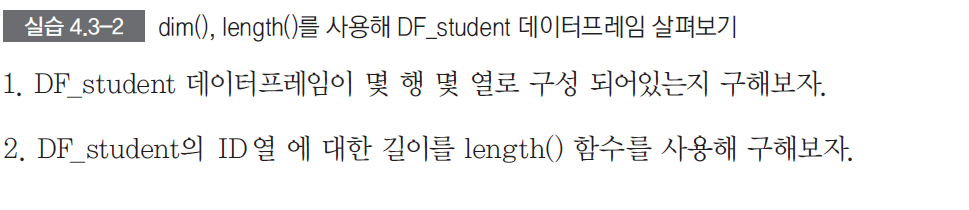 실습 4.3-2 dim(), length()를 사용해 DF_student 데이터프레임 살펴보기
1. DF_student 데이터프레임이 몇 행 몇 열로 구성 되어있는지 구해보자.
2. DF_student의 ID열 에 대한 길이를 length() 함수를 사용해 구해보자.